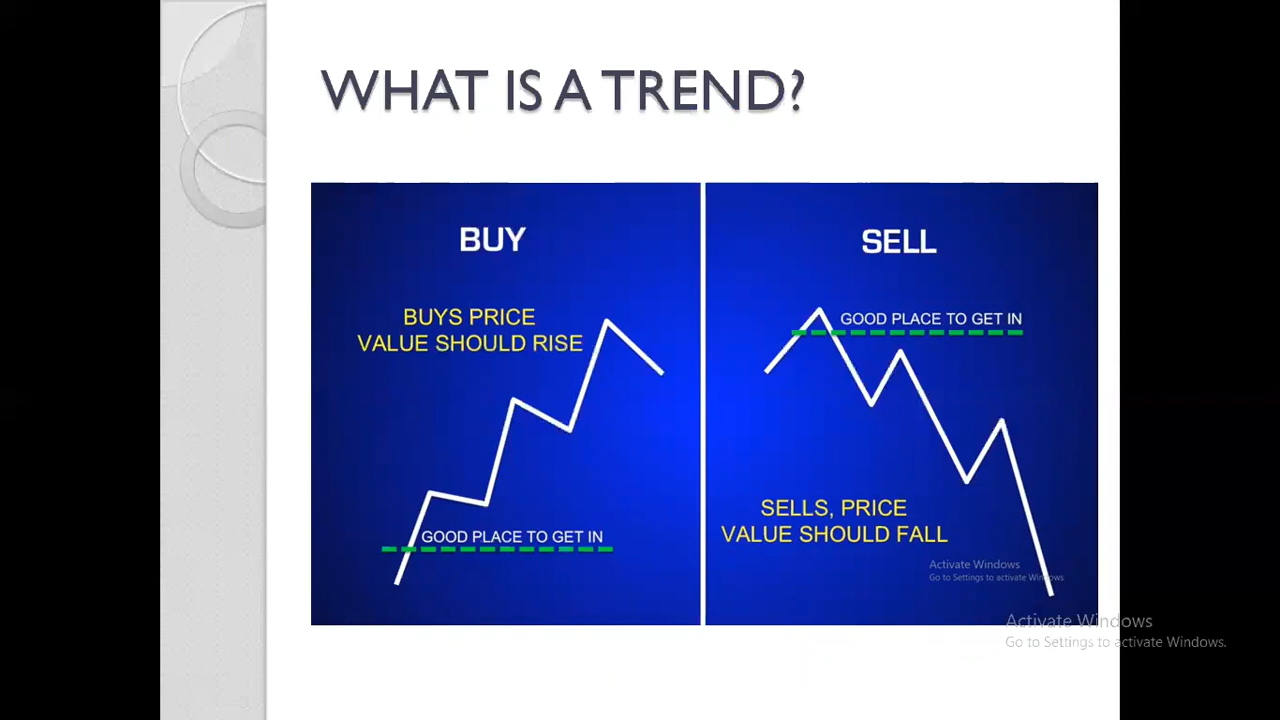 WHAT IS A TREND?
BUY
BUYS PRICE
VALUE SHOULD RISE
GOOD PLACE TO GET IN
SELL
GOOD PLACE TO GET IN
SELLS, PRICE
VALUE SHOULD FALL
Activate Windows
Go to Settings to activate Windows
Activate Windows
Go to Settings to activate Windows.